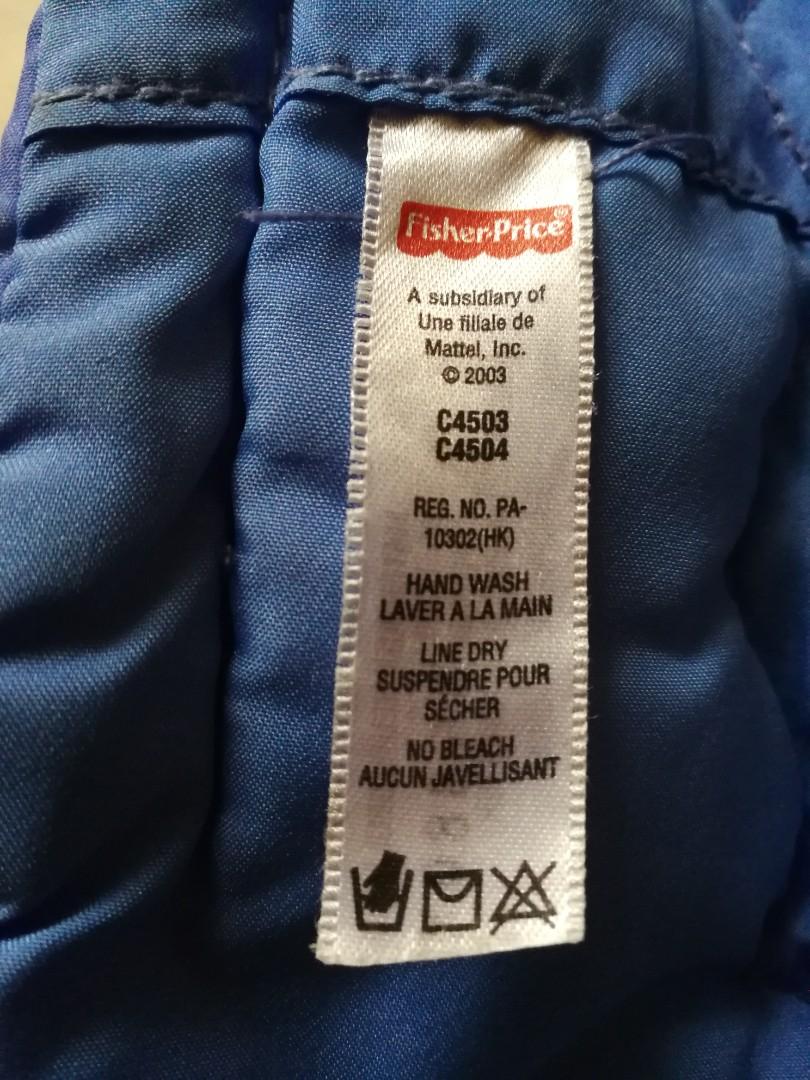 Fisher-Price®
A subsidiary of
Une filiale de
Mattel, Inc.
© 2003
C4503
C4504
REG. NO. PA-
10302(HK)
HAND WASH
LAVER A LA MAIN
LINE DRY
SUSPENDRE POUR
SÉCHER
NO BLEACH
AUCUN JAVELLISANT